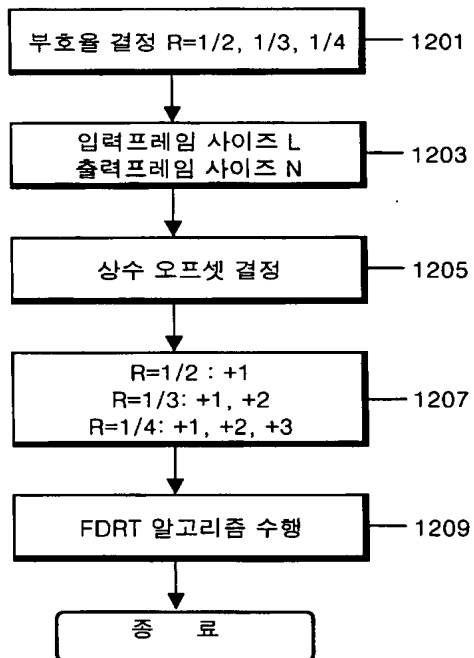 부호율 결정 R=1/2, 1/3, 1/4
1201
입력프레임 사이즈 L
출력프레임 사이즈 N
1203
상수 오프셋 결정
1205
R=1/2 : +1
R=1/3: +1, +2
R=1/4: +1, +2, +3
1207
FDRT 알고리즘 수행
1209
종 료